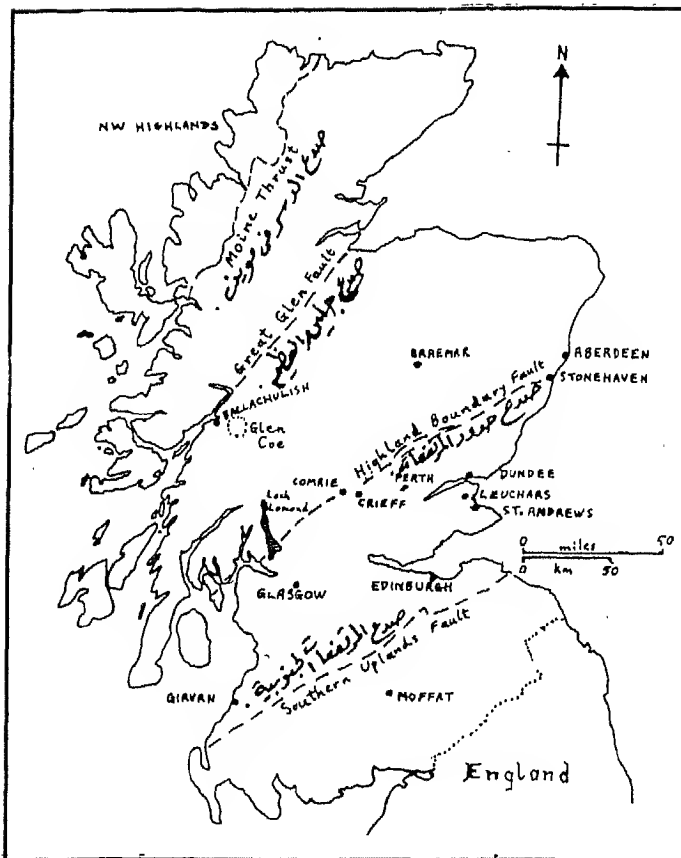 N
NW HIGHLANDS
Moine Thrust
Great Glen Fault
صدع جلين العظيم
BRAEMAR
ABERDEEN
STONEHAVEN
BALLACHULISH
Glen
Coe
Highland Boundary Fault
صدع حدود المرتفعات
COMRIE
CRIEFF
PERTH
DUNDEE
LEUCHARS
ST. ANDREWS
Loch
Lomond
50 0 50
miles
km
0 50
GLASGOW
EDINBURGH
صدع المرتفعات الجنوبية
Southern Uplands Fault
GIRVAN
MOFFAT
England